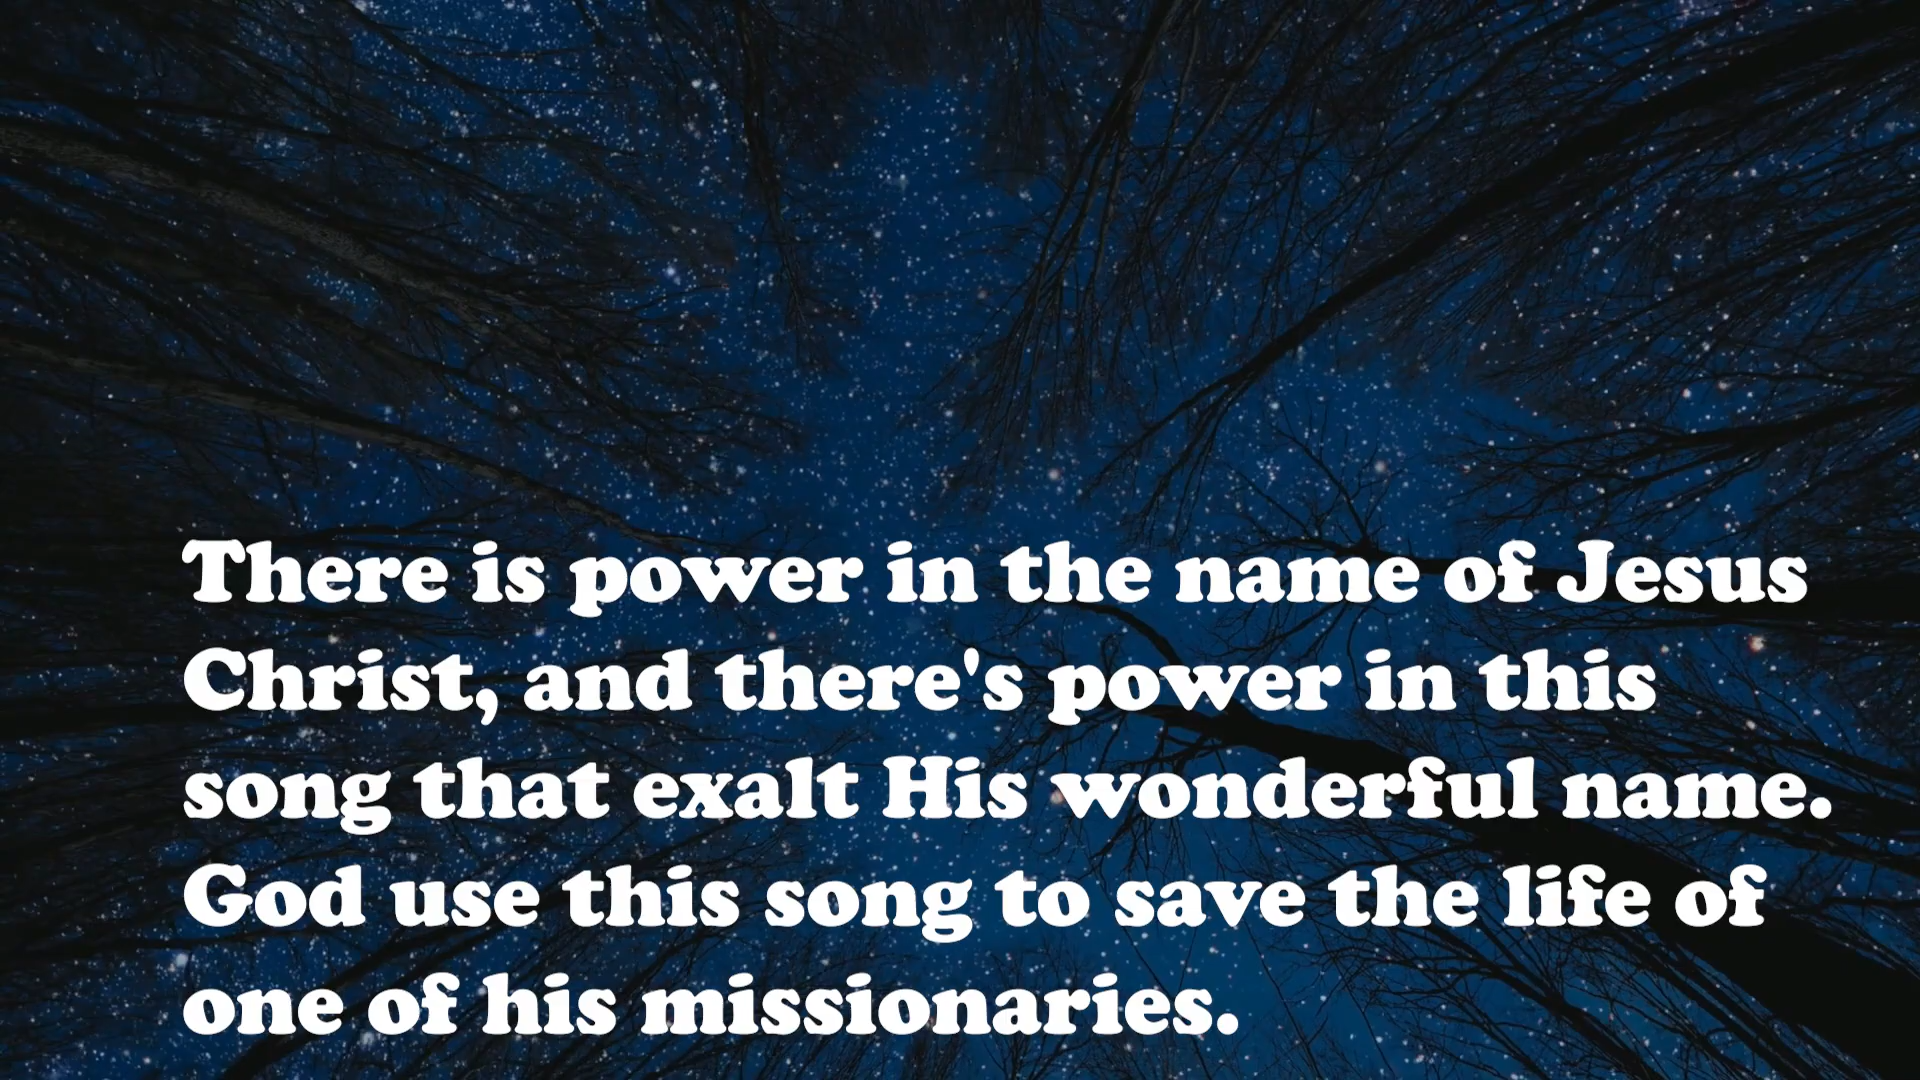 There is power in the name of Jesus
Christ, and there's power in this
song that exalt His wonderful name.
God use this song to save the life of
one of his missionaries.